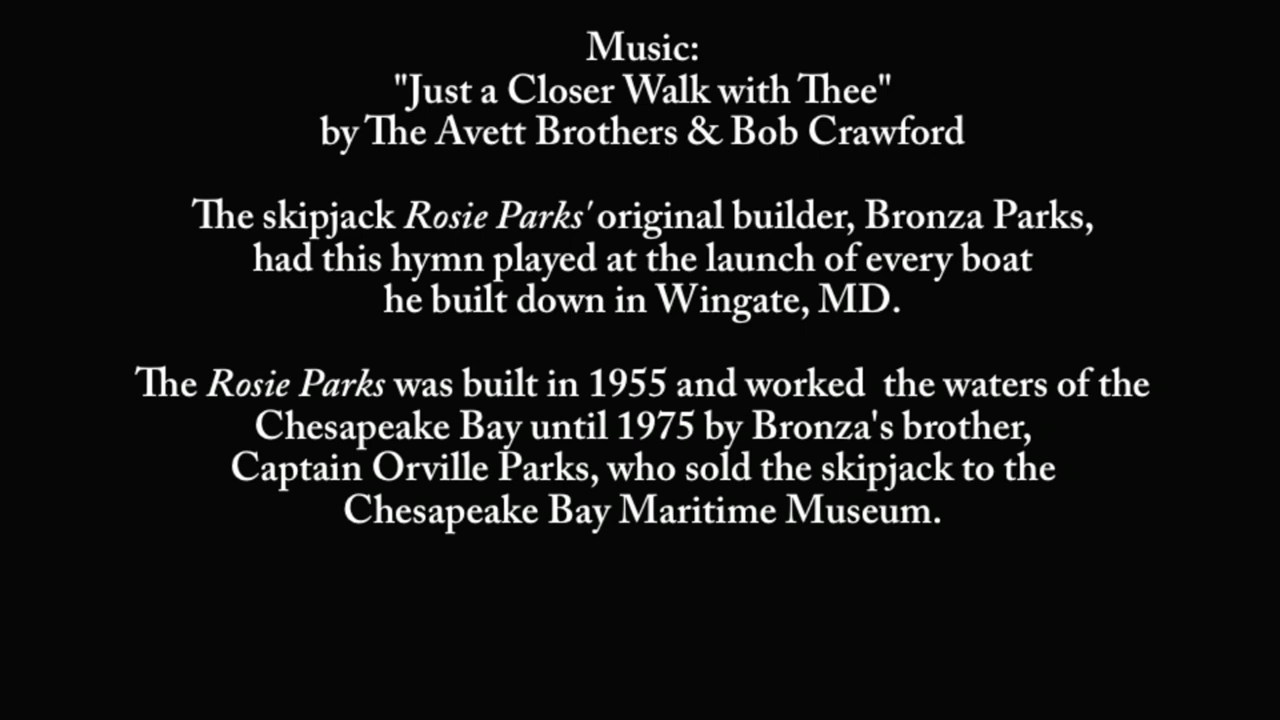 Music:
"Just a Closer Walk with Thee"
by The Avett Brothers & Bob Crawford
The skipjack Rosie Parks' original builder, Bronza Parks,
had this hymn played at the launch of every boat
he built down in Wingate, MD.
The Rosie Parks was built in 1955 and worked  the waters of the
Chesapeake Bay until 1975 by Bronza's brother,
Captain Orville Parks, who sold the skipjack to the
Chesapeake Bay Maritime Museum.